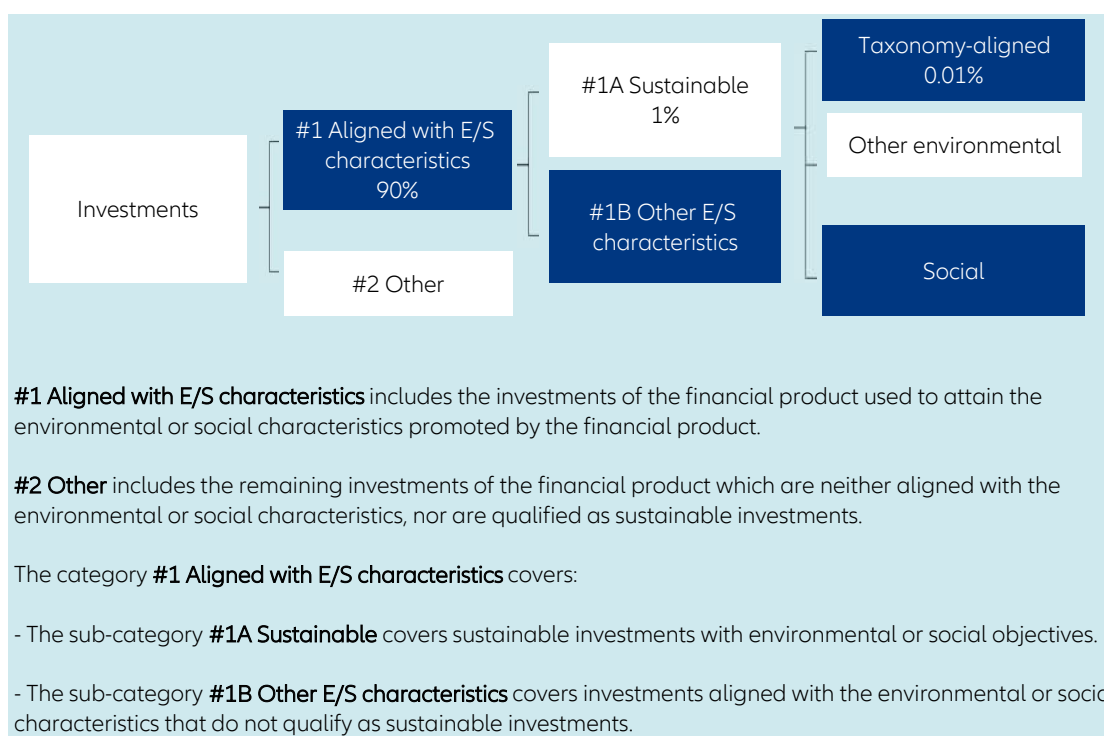 Investments
#1 Aligned with E/S
characteristics
90%
#2 Other
#1A Sustainable
1%
#1B Other E/S
characteristics
Taxonomy-aligned
0.01%
Other environmental
Social
#1 Aligned with E/S characteristics includes the investments of the financial product used to attain the
environmental or social characteristics promoted by the financial product.
#2 Other includes the remaining investments of the financial product which are neither aligned with the
environmental or social characteristics, nor are qualified as sustainable investments.
The category #1 Aligned with E/S characteristics covers:
- The sub-category #1A Sustainable covers sustainable investments with environmental or social objectives.
- The sub-category #1B Other E/S characteristics covers investments aligned with the environmental or soci
characteristics that do not qualify as sustainable investments.